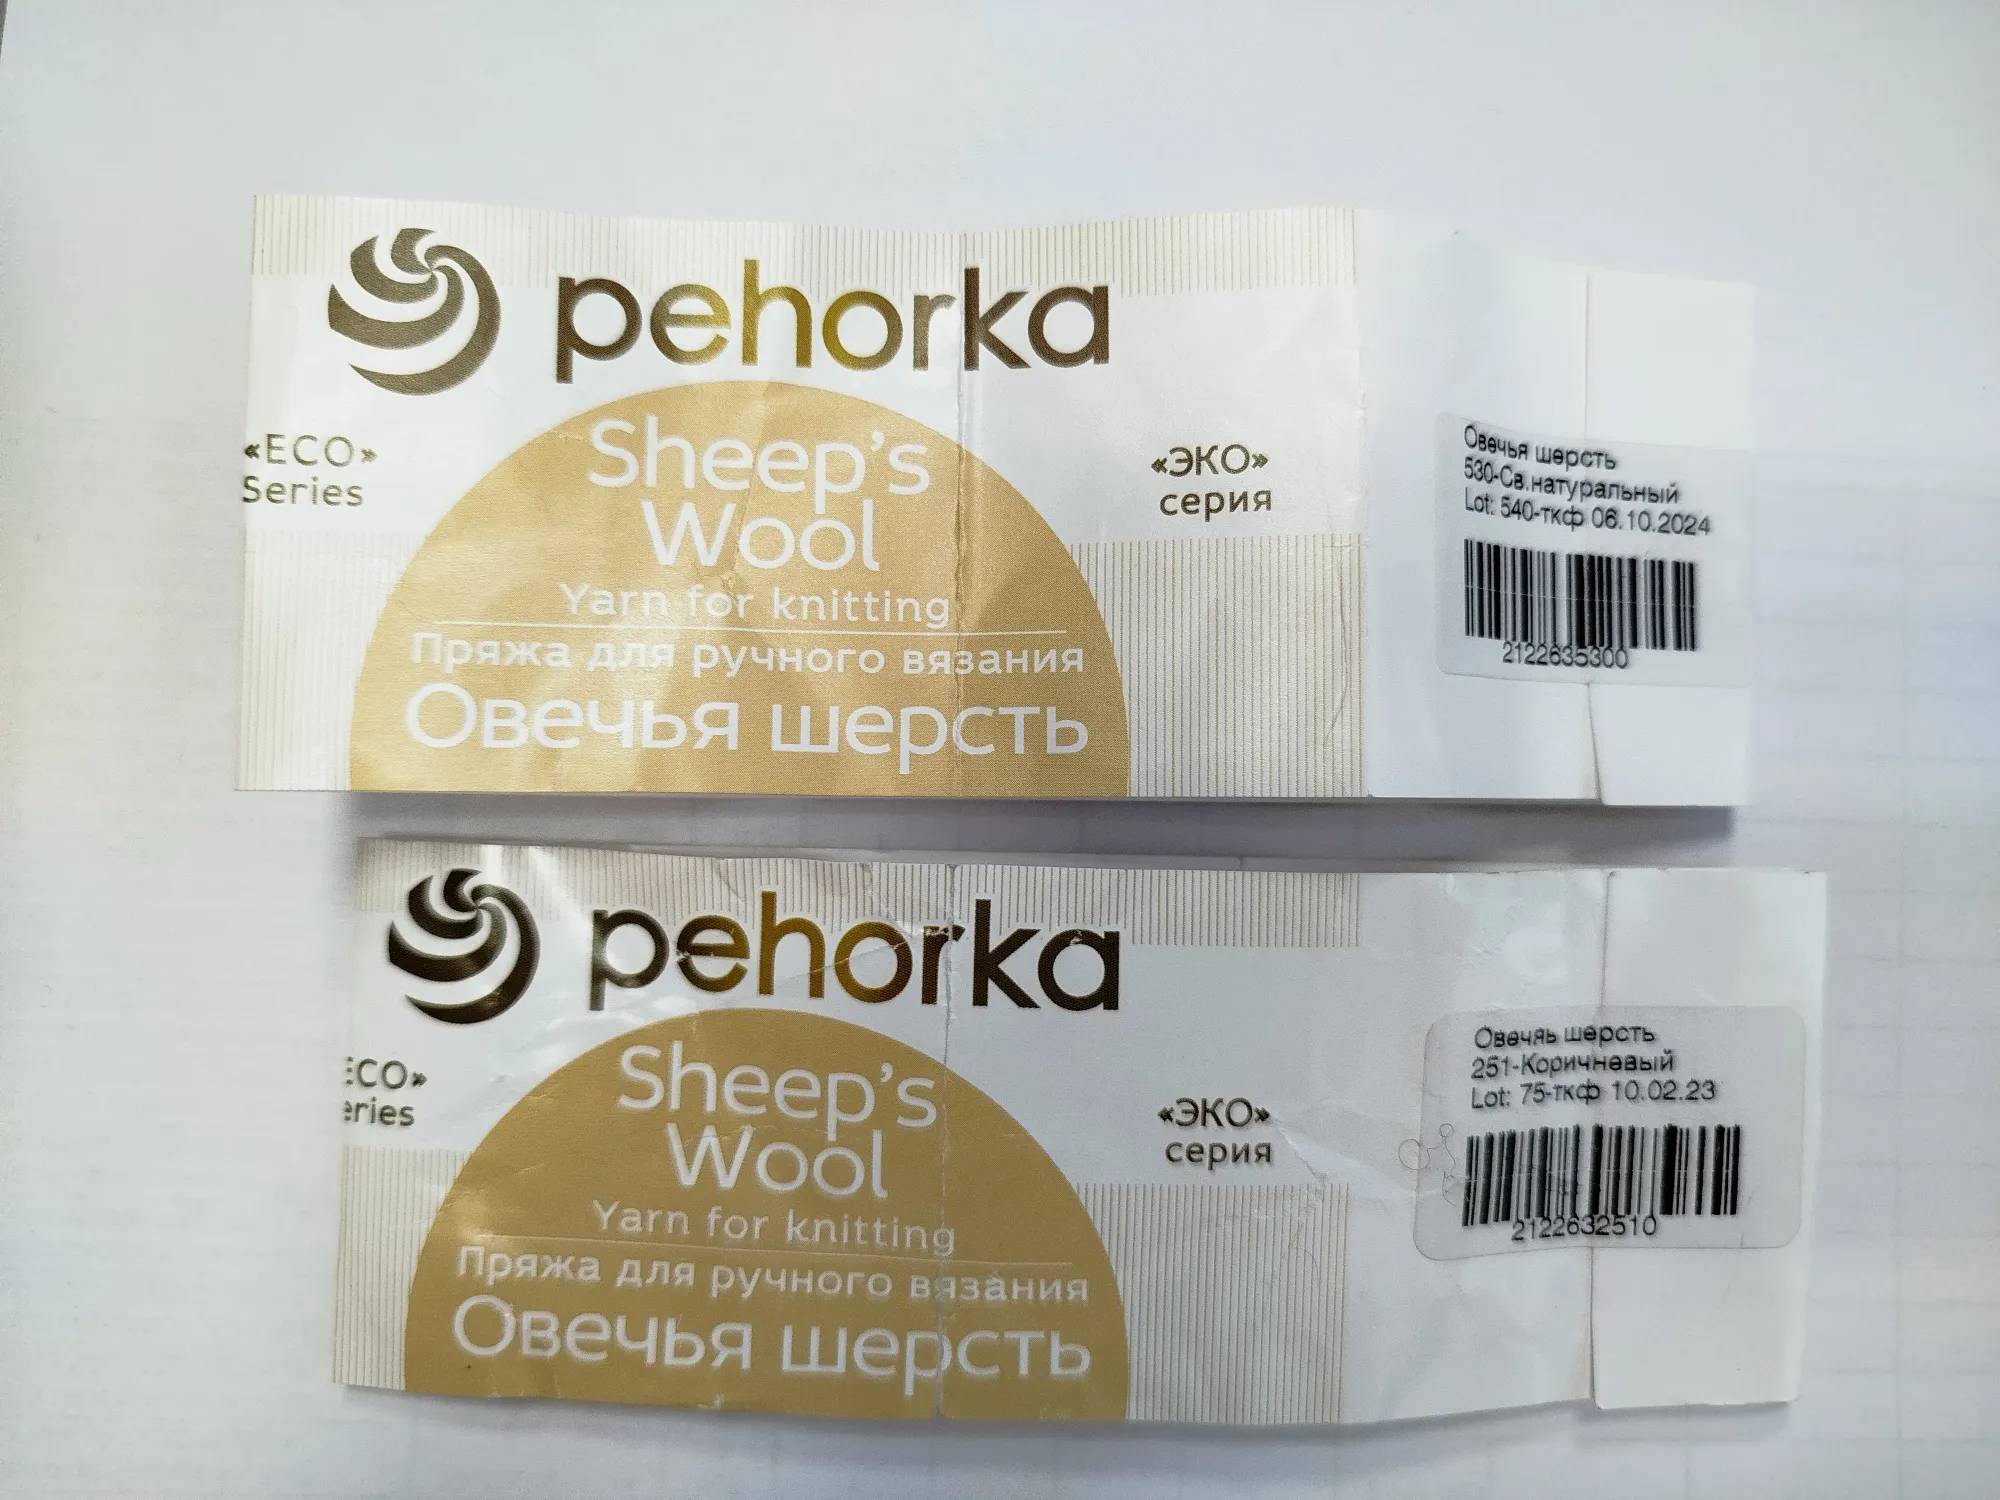 pehorka
«ECO»
Series
Sheep's
Wool
Yarn for knitting
Пряжа для ручного вязания
Овечья шерсть
«ЭКО»
серия
Овечья шерсть
530-Св.натуральный
Lot: 540-ткф 06.10.2024
2122635300
pehorka
ECO»
eries
Sheep's
Wool
Yarn for knitting
Пряжа для ручного вязания
Овечья шерсть
«ЭКО»
серия
Овечяь шерсть
251-Коричневый
Lot: 75-ткф 10.02.23
2122632510